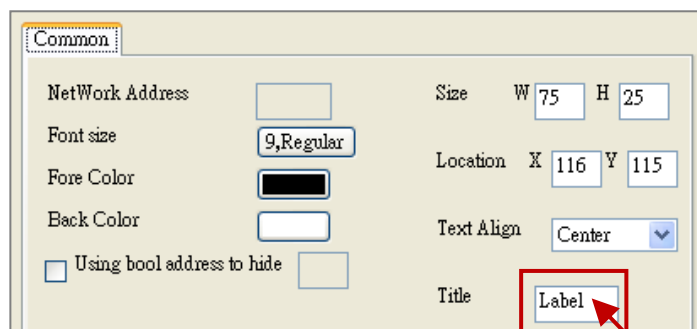 Common
NetWork Address
Size W 75 H 25
Font size 9,Regular
Location X 116 Y 115
Fore Color
Back Color
Text Align Center
Using bool address to hide
Title Label